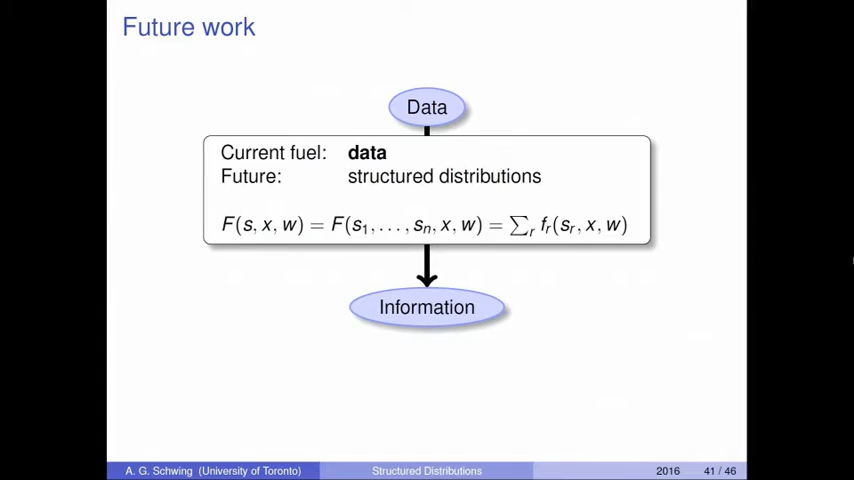 Future work
Data
Current fuel: data
Future: structured distributions
F(s, x, w) = F(s₁, . . . , sₙ, x, w) = ∑ᵣ fᵣ(sᵣ, x, w)
Information
A. G. Schwing (University of Toronto) Structured Distributions 2016 41 / 46